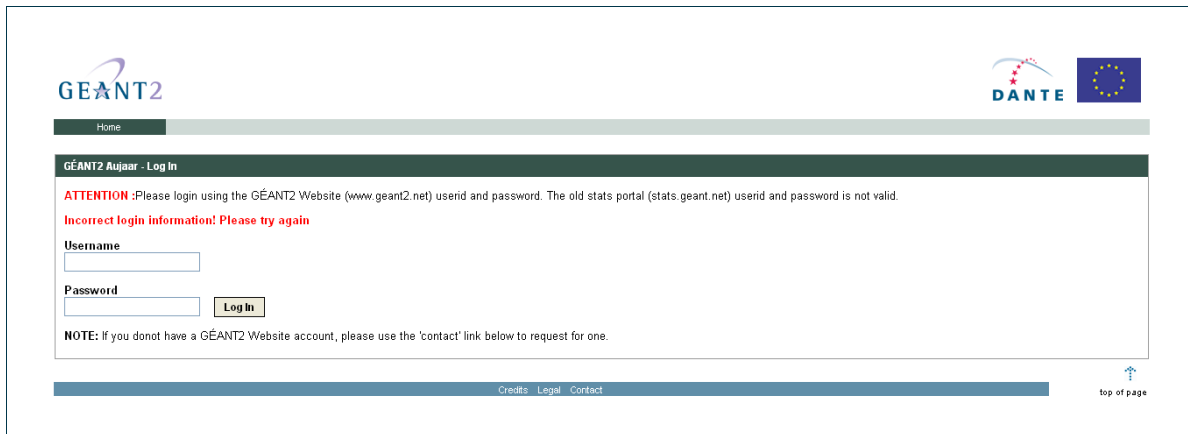 GEANT2
DANTE
Home
GÉANT2 Aujaar - Log In
ATTENTION :Please login using the GÉANT2 Website (www.geant2.net) userid and password. The old stats portal (stats.geant.net) userid and password is not valid.
Incorrect login information! Please try again
Username
Password
Log In
NOTE: If you donot have a GÉANT2 Website account, please use the 'contact' link below to request for one.
Credits Legal Contact
top of page